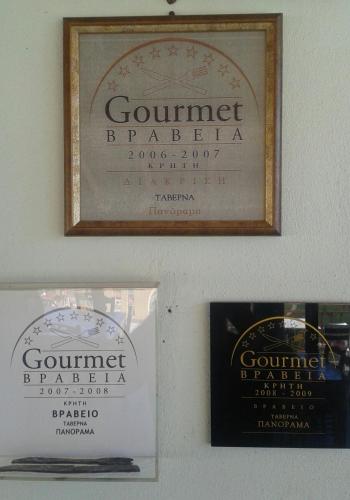 Gourmet
ΒΡΑΒΕΙΑ
2006-2007
ΚΡΗΤΗ
ΔΙΑΚΡΙΣΗ
ΤΑΒΕΡΝΑ
Πανόραμα
Gourmet
ΒΡΑΒΕΙΑ
2007-2008
ΚΡΗΤΗ
ΒΡΑΒΕΙΟ
ΤΑΒΕΡΝΑ
ΠΑΝΟΡΑΜΑ
Gourmet
ΒΡΑΒΕΙΑ
ΚΡΗΤΗ
2008 - 2009
ΒΡΑΒΕΙΟ
ΤΑΒΕΡΝΑ
ΠΑΝΟΡΑΜΑ